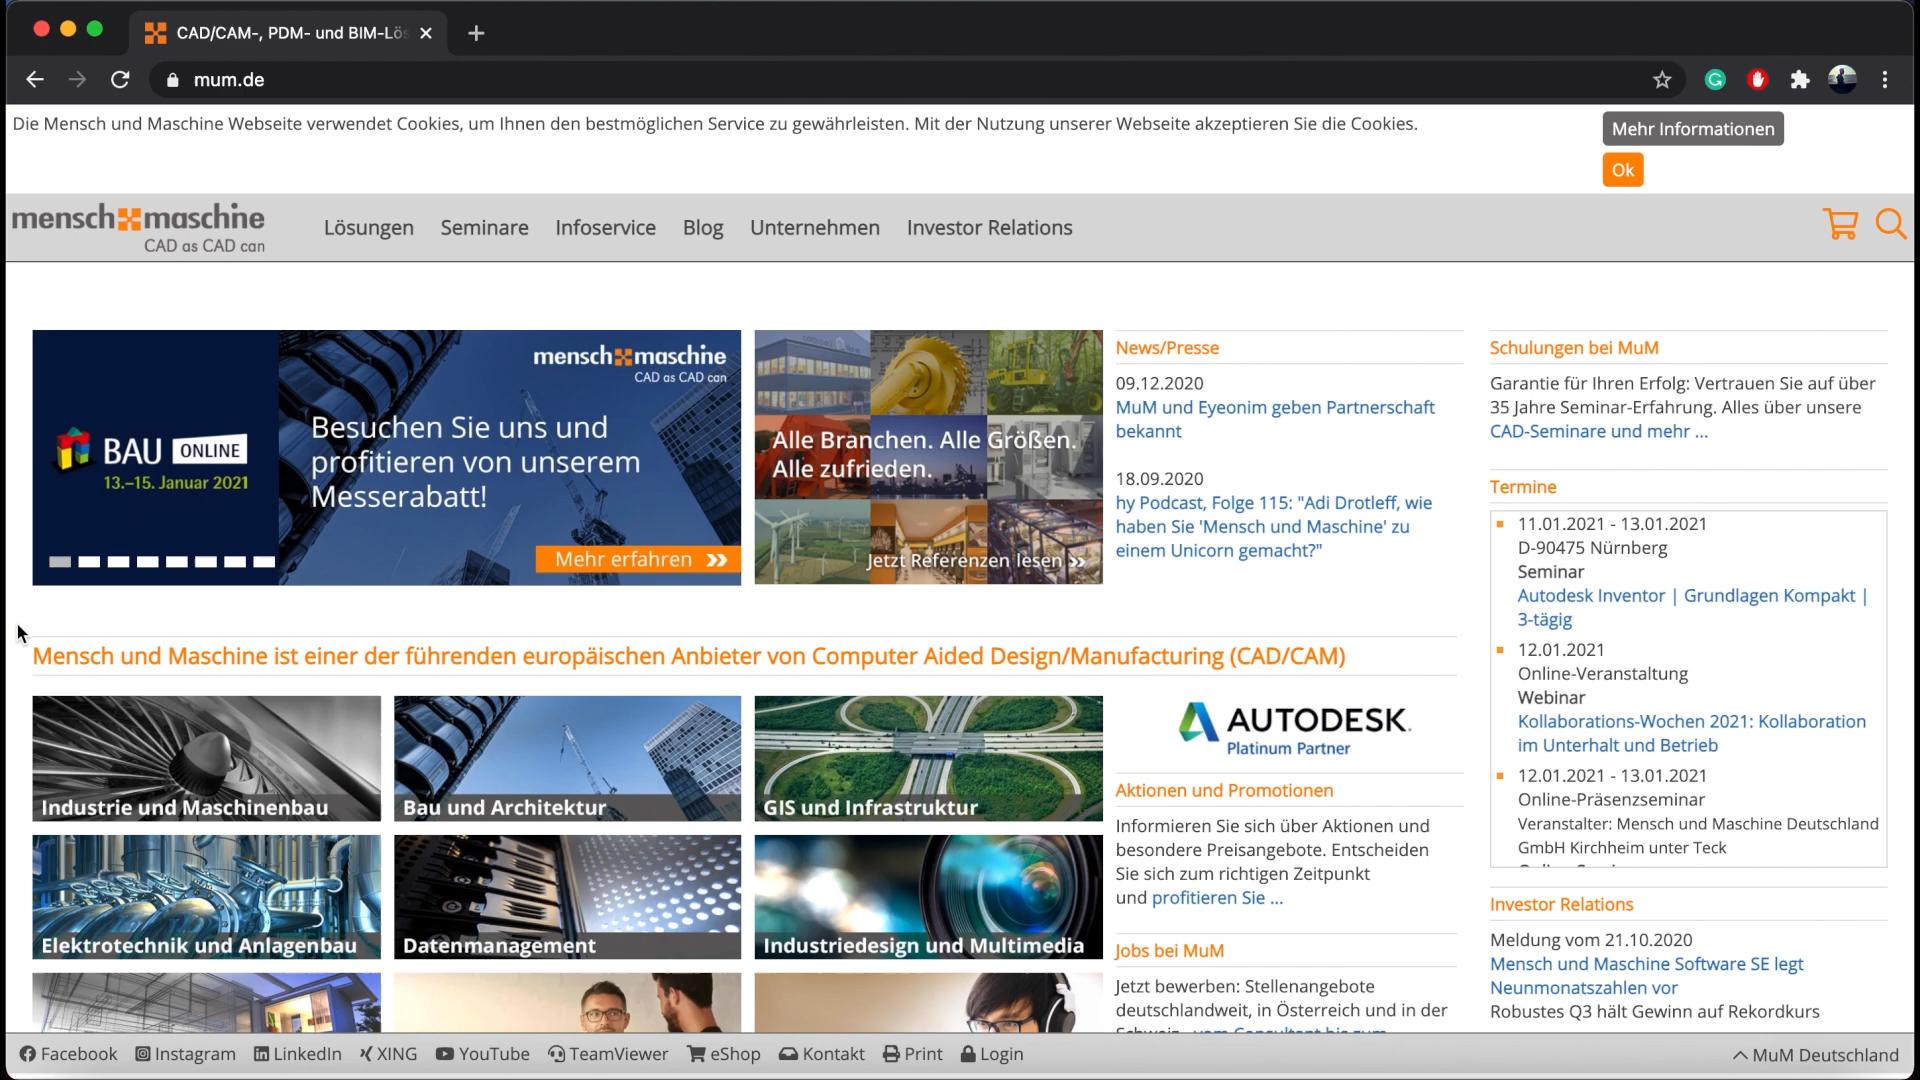 CAD/CAM-, PDM- und BIM-Lös
mum.de
Die Mensch und Maschine Webseite verwendet Cookies, um Ihnen den bestmöglichen Service zu gewährleisten. Mit der Nutzung unserer Webseite akzeptieren Sie die Cookies.
Mehr Informationen
Ok
mensch maschine
CAD as CAD can
Lösungen Seminare Infoservice Blog Unternehmen Investor Relations
BAU ONLINE
13.–15. Januar 2021
mensch maschine
CAD as CAD can
Besuchen Sie uns und
profitieren von unserem
Messerabatt!
Mehr erfahren »
Alle Branchen. Alle Größen.
Alle zufrieden.
Jetzt Referenzen lesen »
News/Presse
09.12.2020
MuM und Eyeonim geben Partnerschaft
bekannt
18.09.2020
hy Podcast, Folge 115: "Adi Drotleff, wie
haben Sie 'Mensch und Maschine' zu
einem Unicorn gemacht?"
Schulungen bei MuM
Garantie für Ihren Erfolg: Vertrauen Sie auf über
35 Jahre Seminar-Erfahrung. Alles über unsere
CAD-Seminare und mehr ...
Termine
11.01.2021 - 13.01.2021
D-90475 Nürnberg
Seminar
Autodesk Inventor | Grundlagen Kompakt |
3-tägig
12.01.2021
Online-Veranstaltung
Webinar
Kollaborations-Wochen 2021: Kollaboration
im Unterhalt und Betrieb
12.01.2021 - 13.01.2021
Online-Präsenzseminar
Veranstalter: Mensch und Maschine Deutschland
GmbH Kirchheim unter Teck
Mensch und Maschine ist einer der führenden europäischen Anbieter von Computer Aided Design/Manufacturing (CAD/CAM)
Industrie und Maschinenbau
Bau und Architektur
GIS und Infrastruktur
Elektrotechnik und Anlagenbau
Datenmanagement
Industriedesign und Multimedia
AUTODESK.
Platinum Partner
Aktionen und Promotionen
Informieren Sie sich über Aktionen und
besondere Preisangebote. Entscheiden
Sie sich zum richtigen Zeitpunkt
und profitieren Sie ...
Jobs bei MuM
Jetzt bewerben: Stellenangebote
deutschlandweit, in Österreich und in der
Investor Relations
Meldung vom 21.10.2020
Mensch und Maschine Software SE legt
Neunmonatszahlen vor
Robustes Q3 hält Gewinn auf Rekordkurs
Facebook Instagram LinkedIn XING YouTube TeamViewer eShop Kontakt Print Login
MuM Deutschland